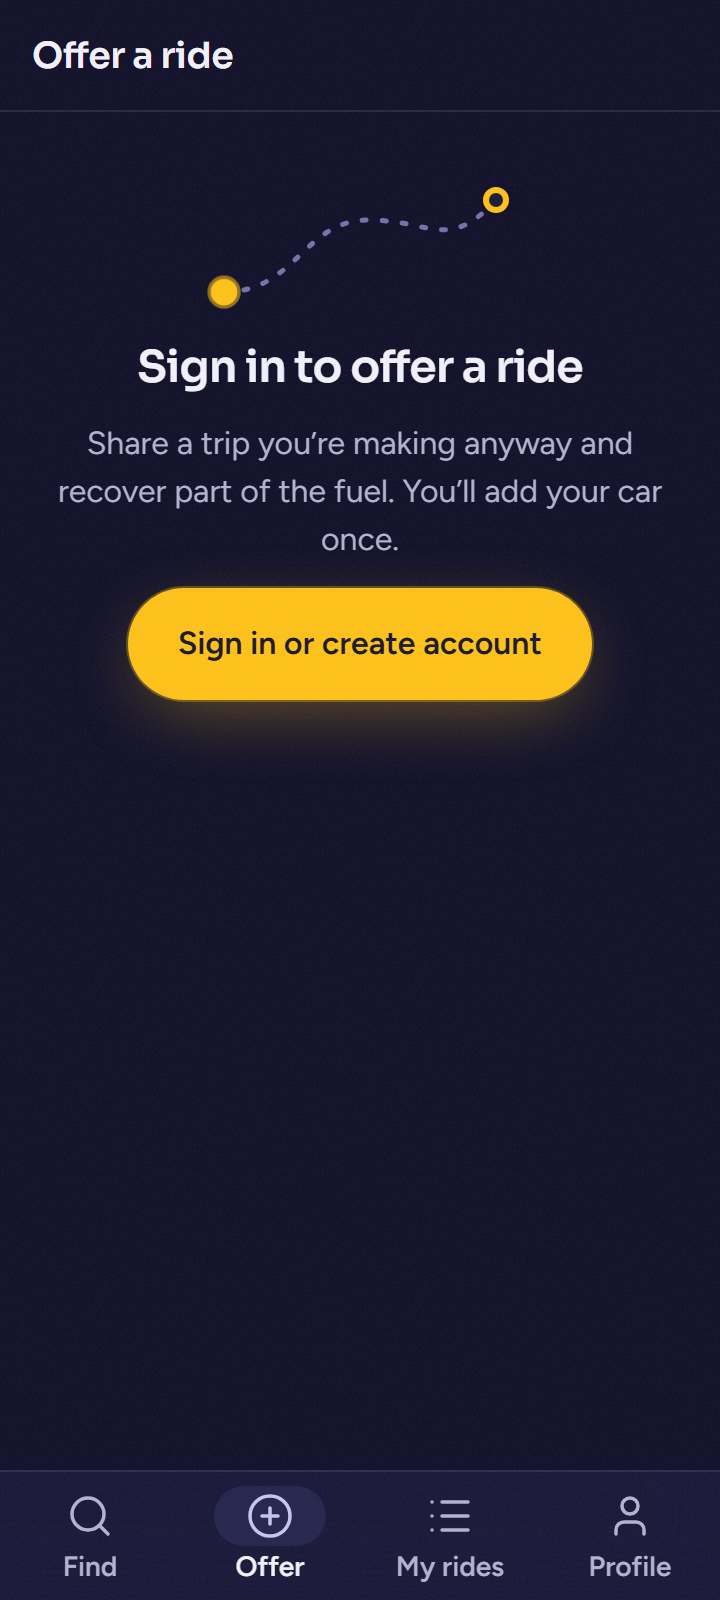 Offer a ride
Sign in to offer a ride
Share a trip you’re making anyway and
recover part of the fuel. You’ll add your car
once.
Sign in or create account
Find
Offer
My rides
Profile